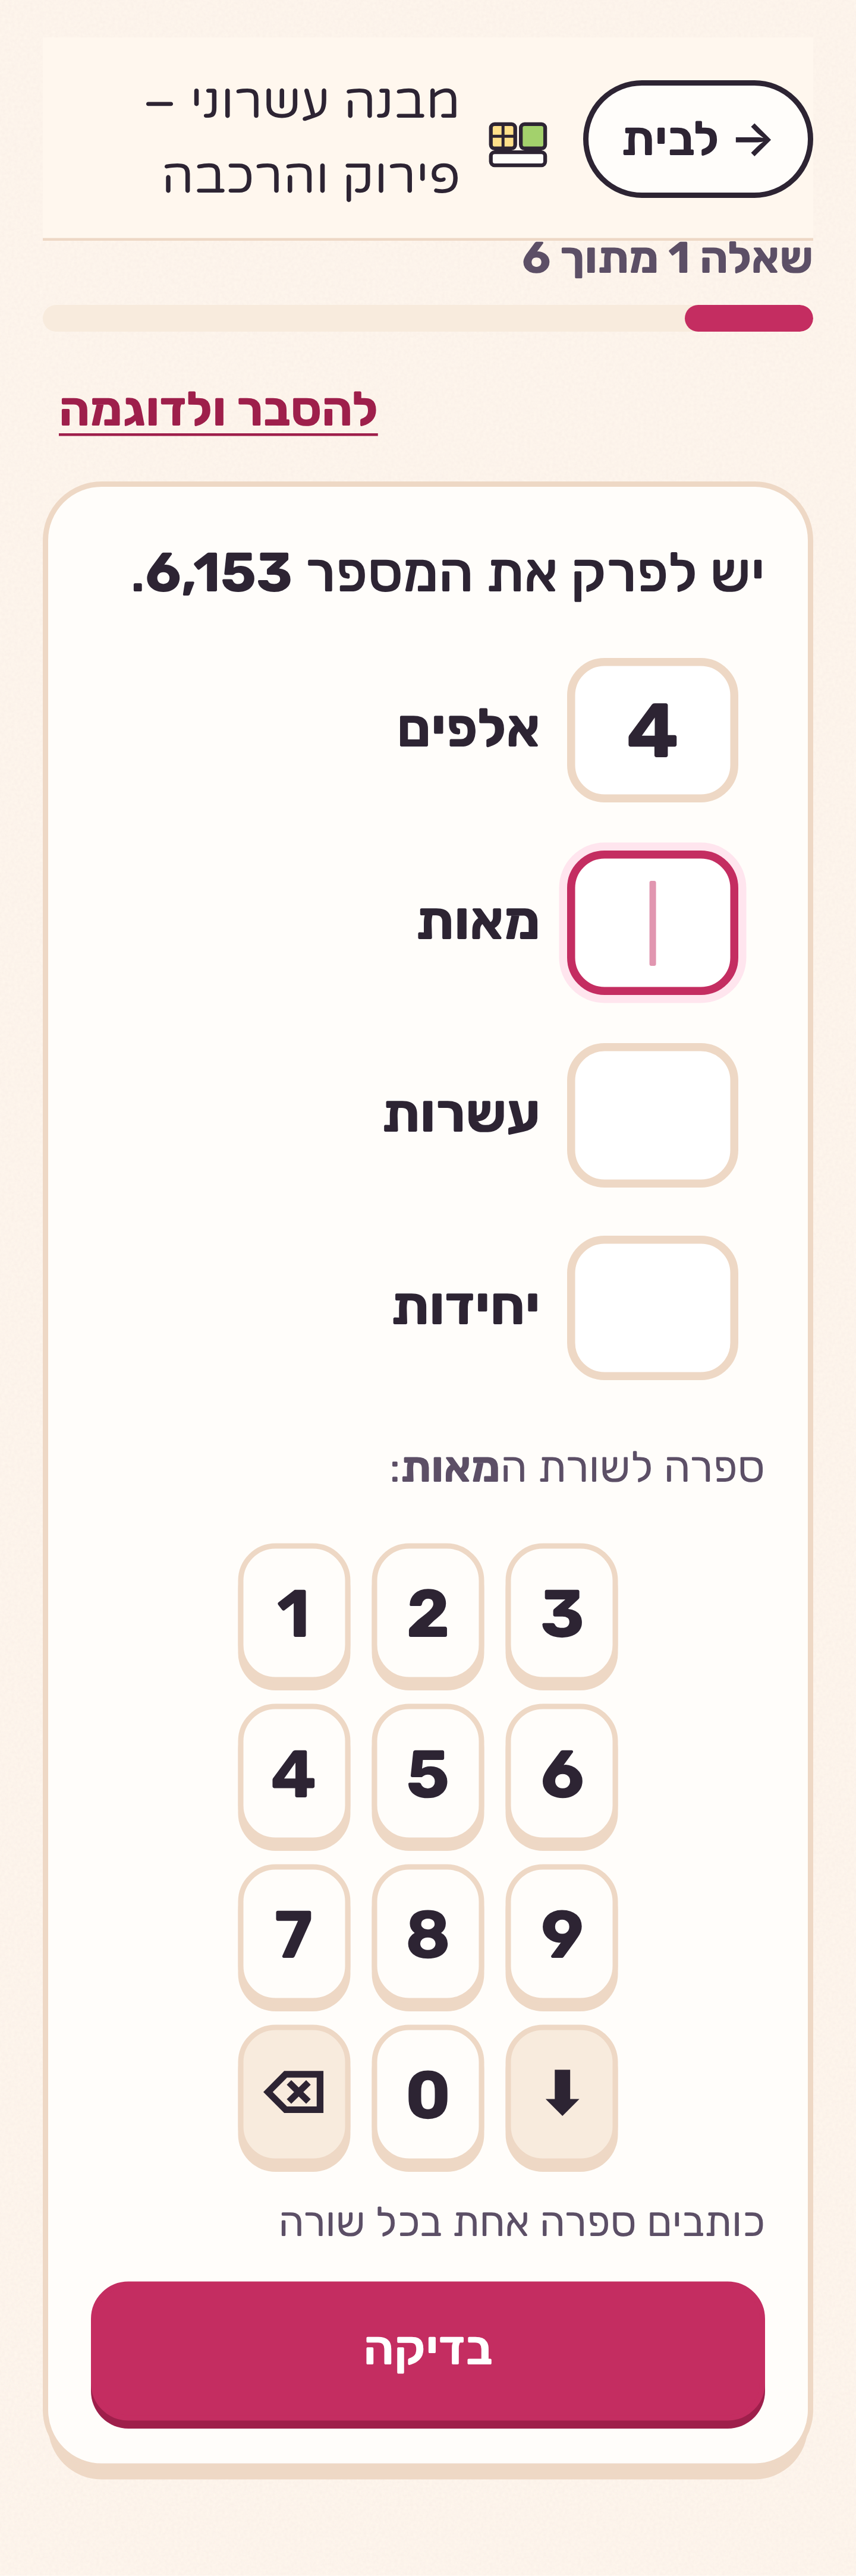 → לבית
מבנה עשרוני –
פירוק והרכבה
שאלה 1 מתוך 6
להסבר ולדוגמה
יש לפרק את המספר 6,153.
4 אלפים
מאות
עשרות
יחידות
ספרה לשורת המאות:
1 2 3
4 5 6
7 8 9
0 ⬇
כותבים ספרה אחת בכל שורה
בדיקה